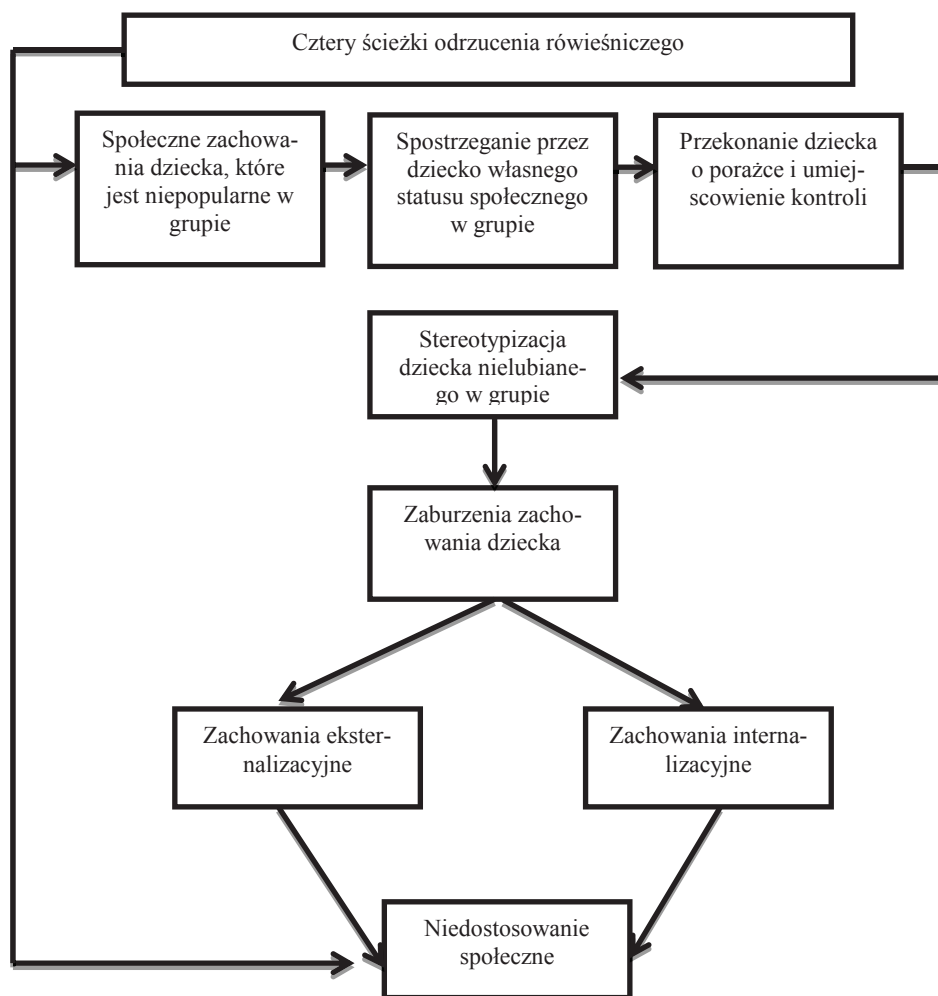 Cztery ścieżki odrzucenia rówieśniczego
Społeczne zachowa-
nia dziecka, które
jest niepopularne w
grupie
Spostrzeganie przez
dziecko własnego
statusu społecznego
w grupie
Przekonanie dziecka
o porażce i umiej-
scowienie kontroli
Stereotypizacja
dziecka nielubiane-
go w grupie
Zaburzenia zacho-
wania dziecka
Zachowania ekster-
nalizacyjne
Zachowania interna-
lizacyjne
Niedostosowanie
społeczne